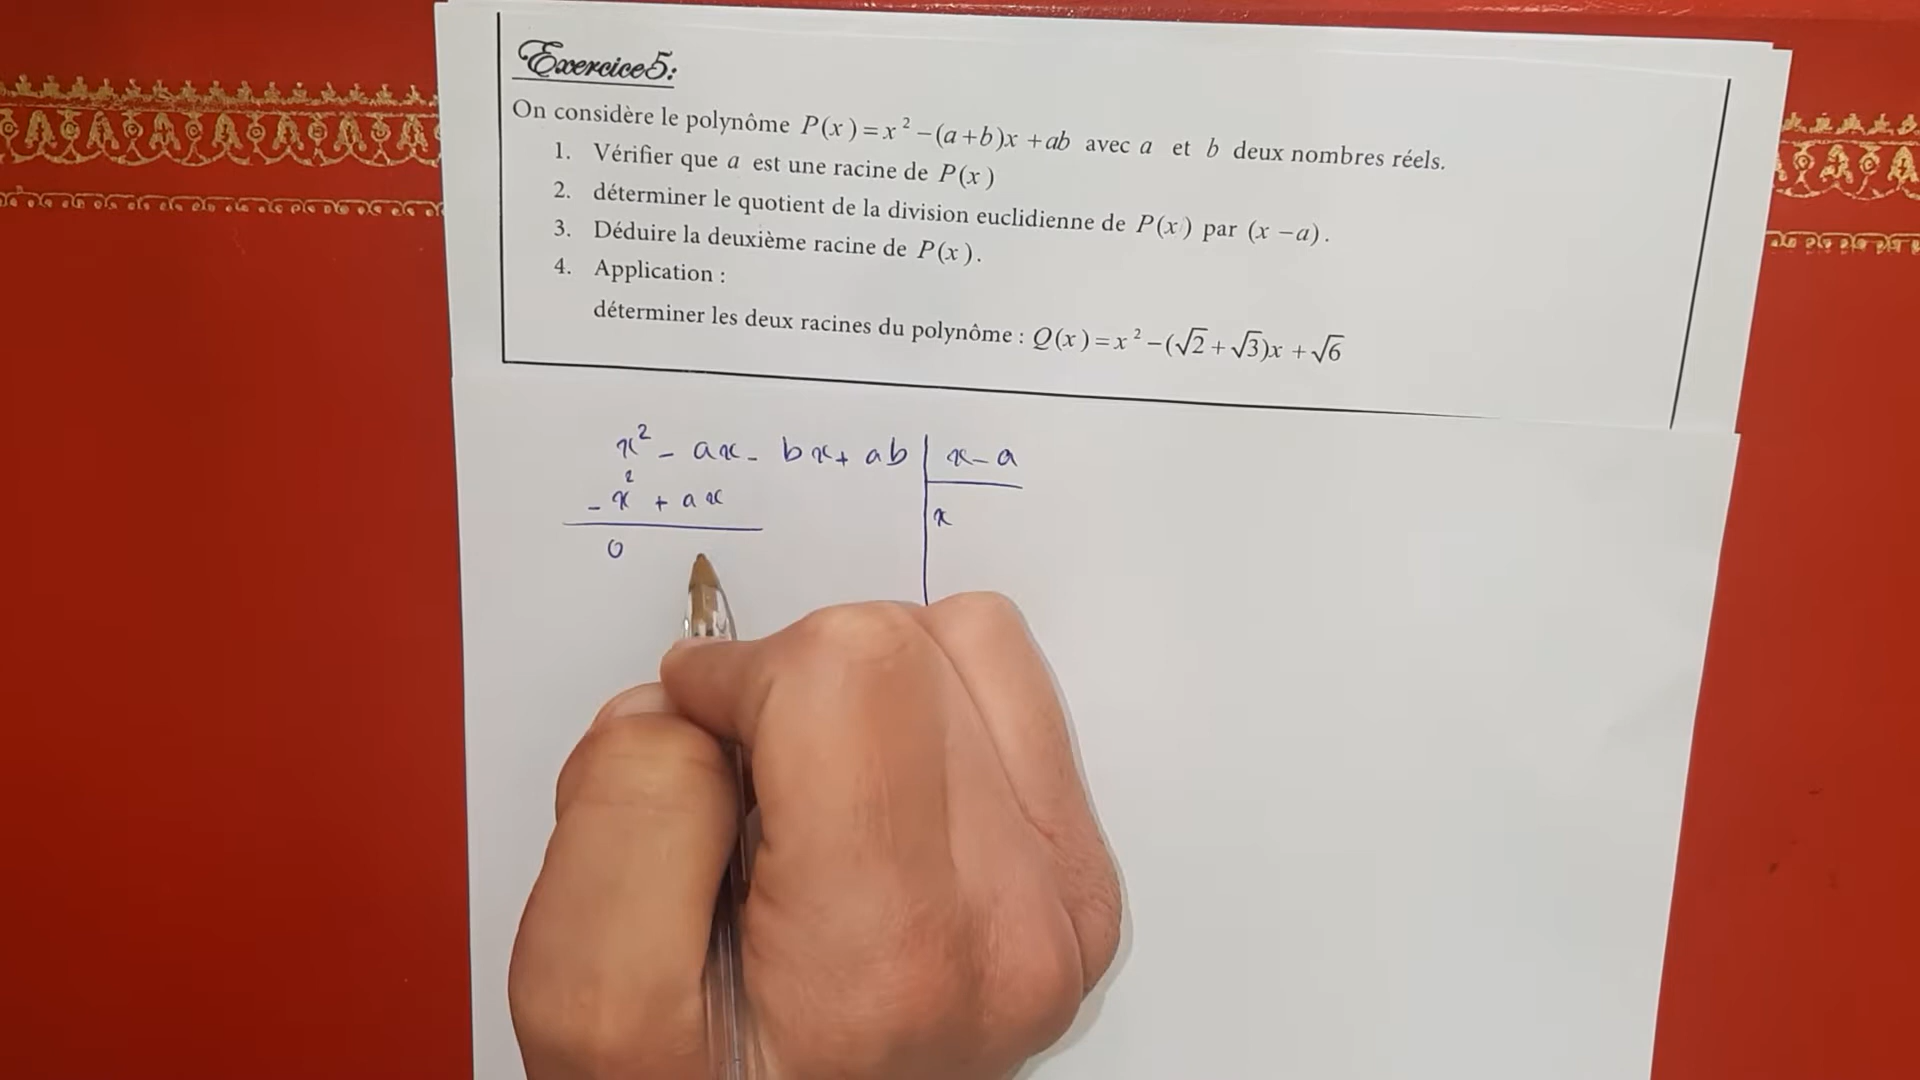 Exercice5:
On considère le polynôme P(x)=x²−(a+b)x+ab avec a et b deux nombres réels.
1. Vérifier que a est une racine de P(x)
2. déterminer le quotient de la division euclidienne de P(x) par (x−a).
3. Déduire la deuxième racine de P(x).
4. Application :
déterminer les deux racines du polynôme : Q(x)=x²−(√2+√3)x+√6
x² − ax − bx + ab | x − a
− x² + ax | x
0